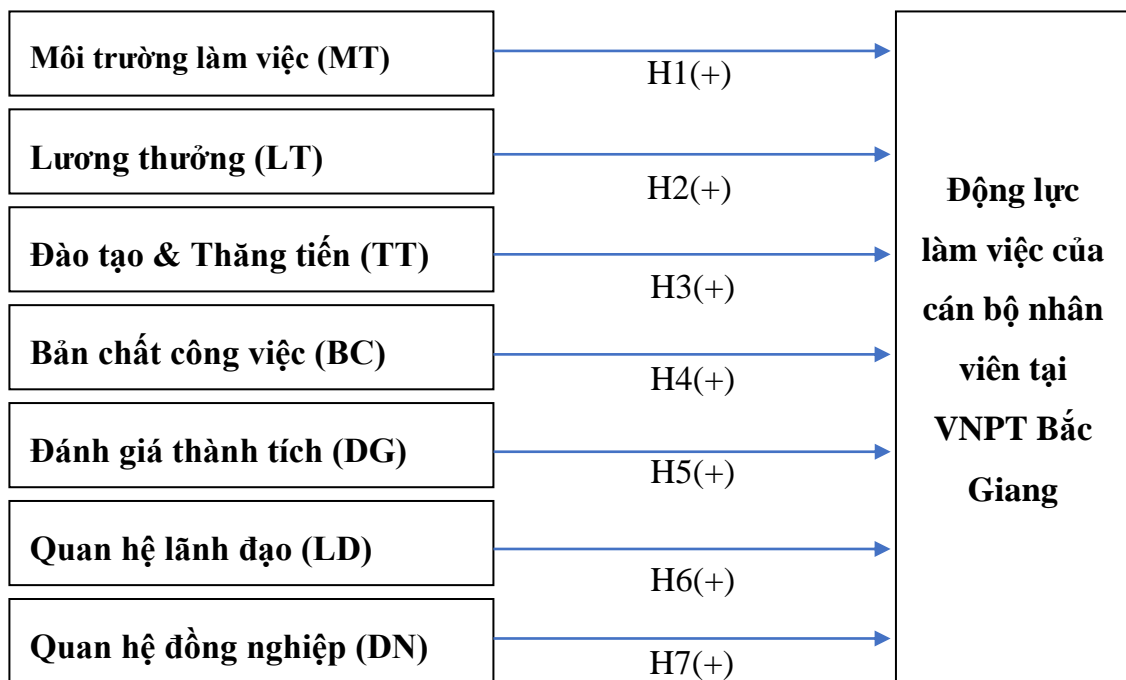 Môi trường làm việc (MT)
H1(+)
Lương thưởng (LT)
H2(+)
Đào tạo & Thăng tiến (TT)
H3(+)
Bản chất công việc (BC)
H4(+)
Đánh giá thành tích (DG)
H5(+)
Quan hệ lãnh đạo (LD)
H6(+)
Quan hệ đồng nghiệp (DN)
H7(+)
Động lực
làm việc của
cán bộ nhân
viên tại
VNPT Bắc
Giang